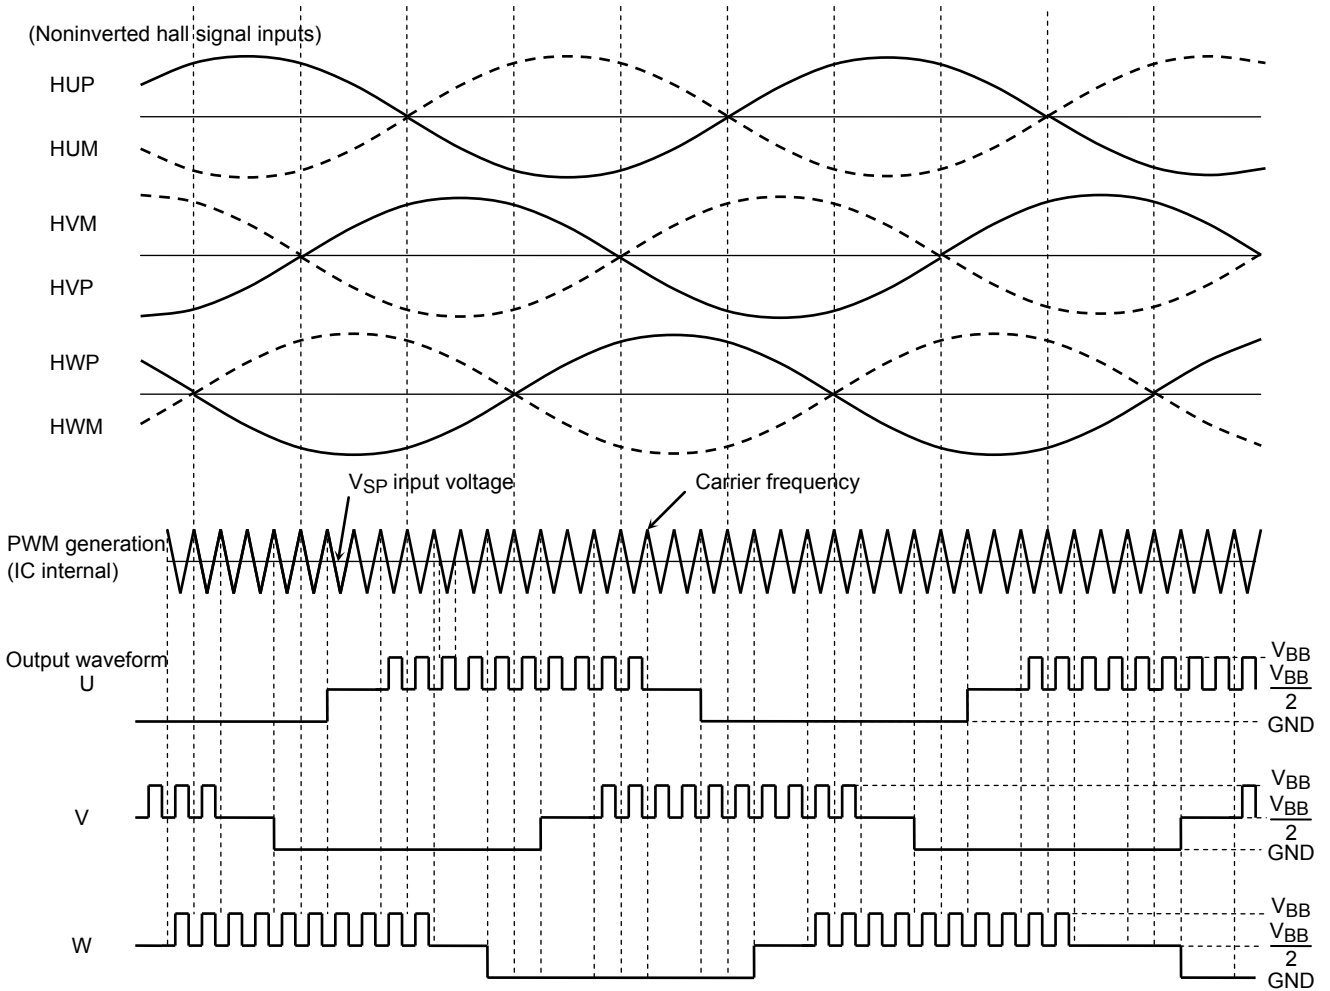 (Noninverted hall signal inputs)
HUP
HUM
HVM
HVP
HWP
HWM
VSP input voltage
Carrier frequency
PWM generation
(IC internal)
Output waveform
U
VBB
VBB
2
GND
V
VBB
VBB
2
GND
W
VBB
VBB
2
GND